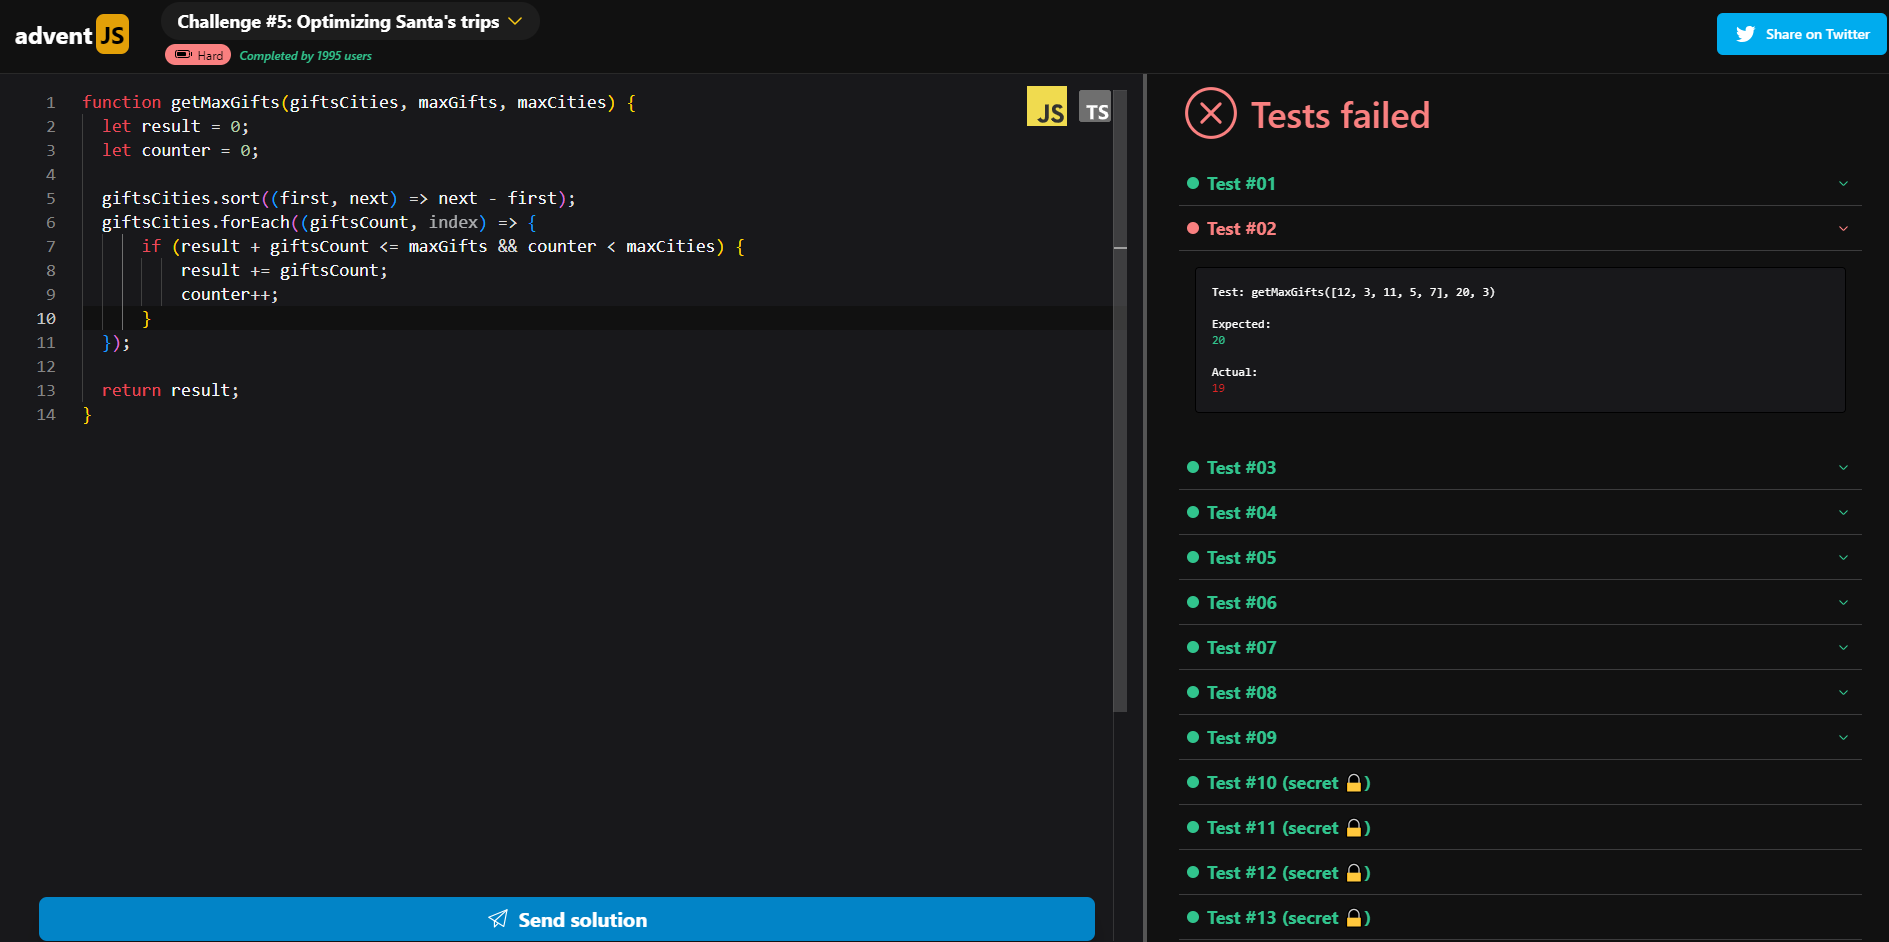 advent JS
Challenge #5: Optimizing Santa's trips
Hard
Completed by 1995 users
Share on Twitter
1 function getMaxGifts(giftsCities, maxGifts, maxCities) {
2 let result = 0;
3 let counter = 0;
4
5 giftsCities.sort((first, next) => next - first);
6 giftsCities.forEach((giftsCount, index) => {
7 if (result + giftsCount <= maxGifts && counter < maxCities) {
8 result += giftsCount;
9 counter++;
10 }
11 });
12
13 return result;
14 }
JS
TS
Send solution
Tests failed
Test #01
Test #02
Test: getMaxGifts([12, 3, 11, 5, 7], 20, 3)
Expected:
20
Actual:
19
Test #03
Test #04
Test #05
Test #06
Test #07
Test #08
Test #09
Test #10 (secret 🔒)
Test #11 (secret 🔒)
Test #12 (secret 🔒)
Test #13 (secret 🔒)